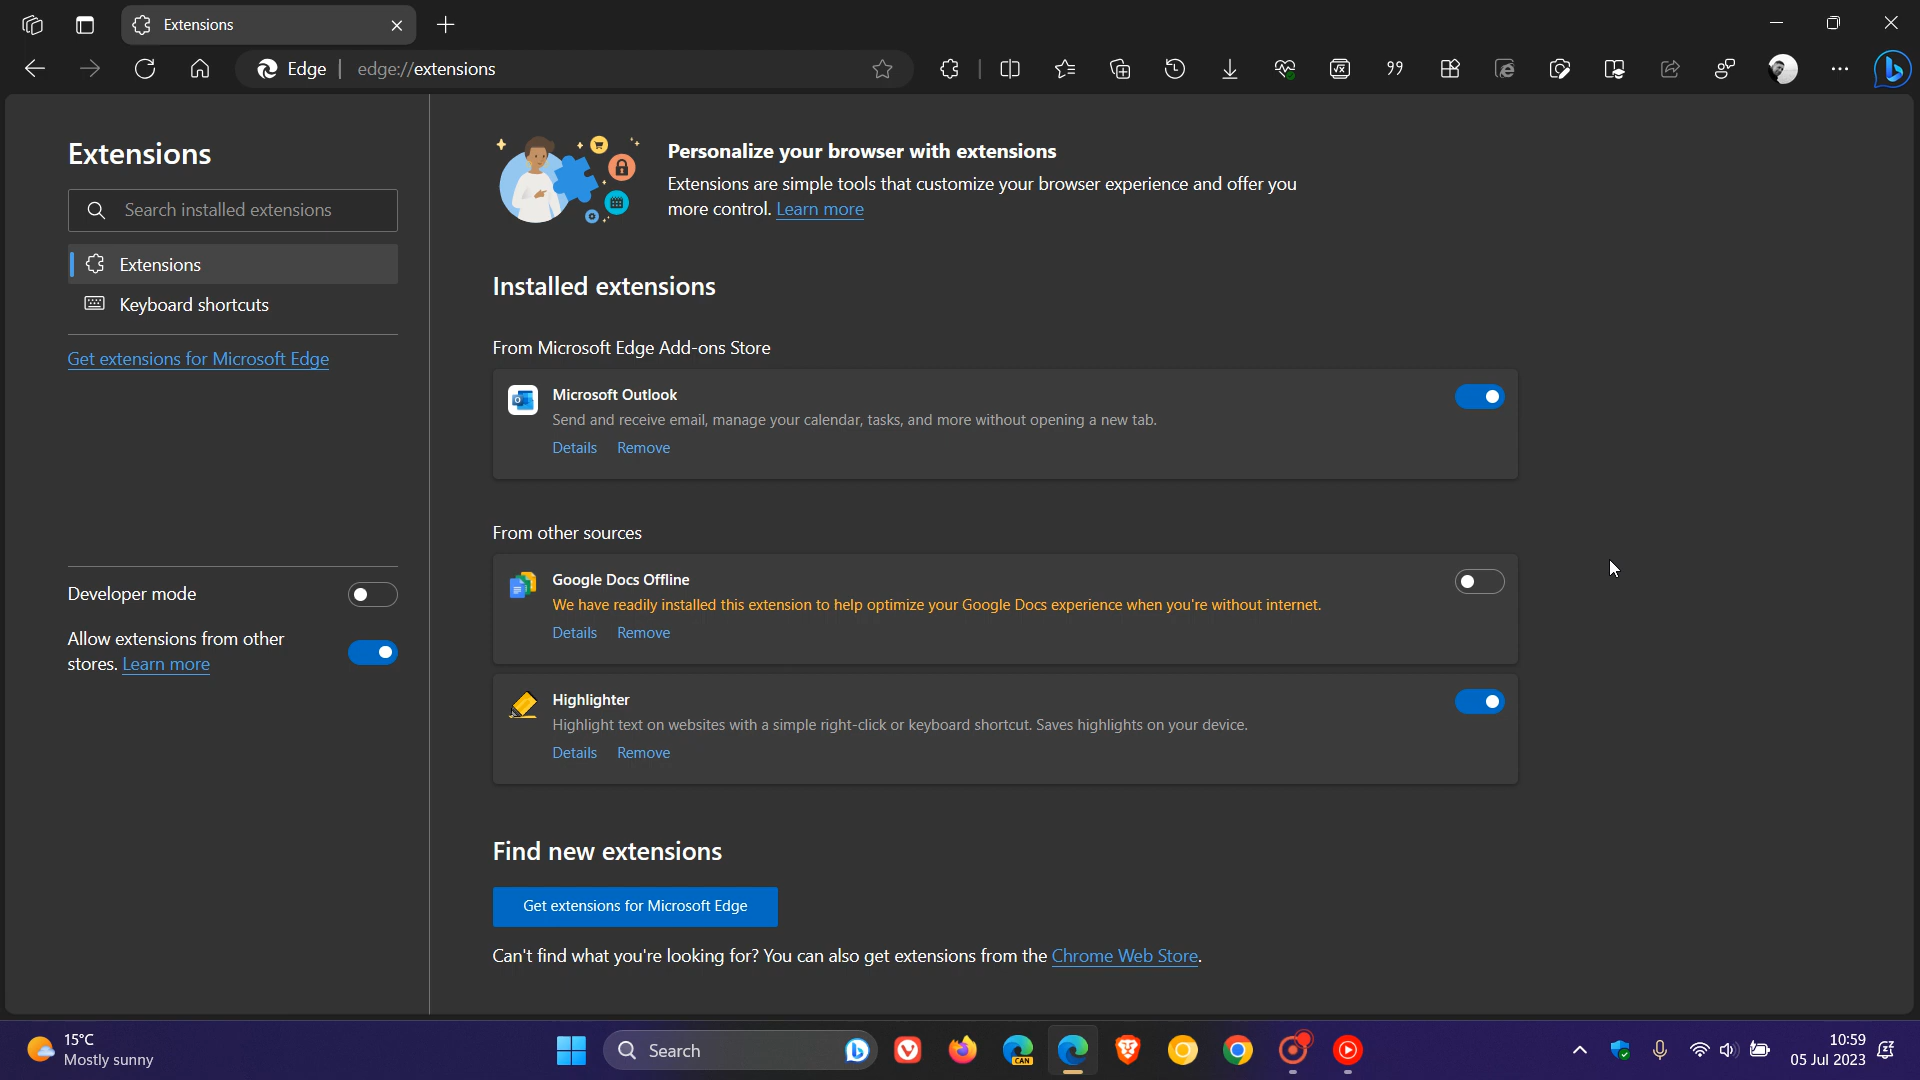 Extensions
Edge
edge://extensions
Extensions
Search installed extensions
Extensions
Keyboard shortcuts
Get extensions for Microsoft Edge
Developer mode
Allow extensions from other
stores. Learn more
Personalize your browser with extensions
Extensions are simple tools that customize your browser experience and offer you
more control. Learn more
Installed extensions
From Microsoft Edge Add-ons Store
Microsoft Outlook
Send and receive email, manage your calendar, tasks, and more without opening a new tab.
Details Remove
From other sources
Google Docs Offline
We have readily installed this extension to help optimize your Google Docs experience when you're without internet.
Details Remove
Highlighter
Highlight text on websites with a simple right-click or keyboard shortcut. Saves highlights on your device.
Details Remove
Find new extensions
Get extensions for Microsoft Edge
Can't find what you're looking for? You can also get extensions from the Chrome Web Store.
15°C
Mostly sunny
Search
CAN
10:59
05 Jul 2023